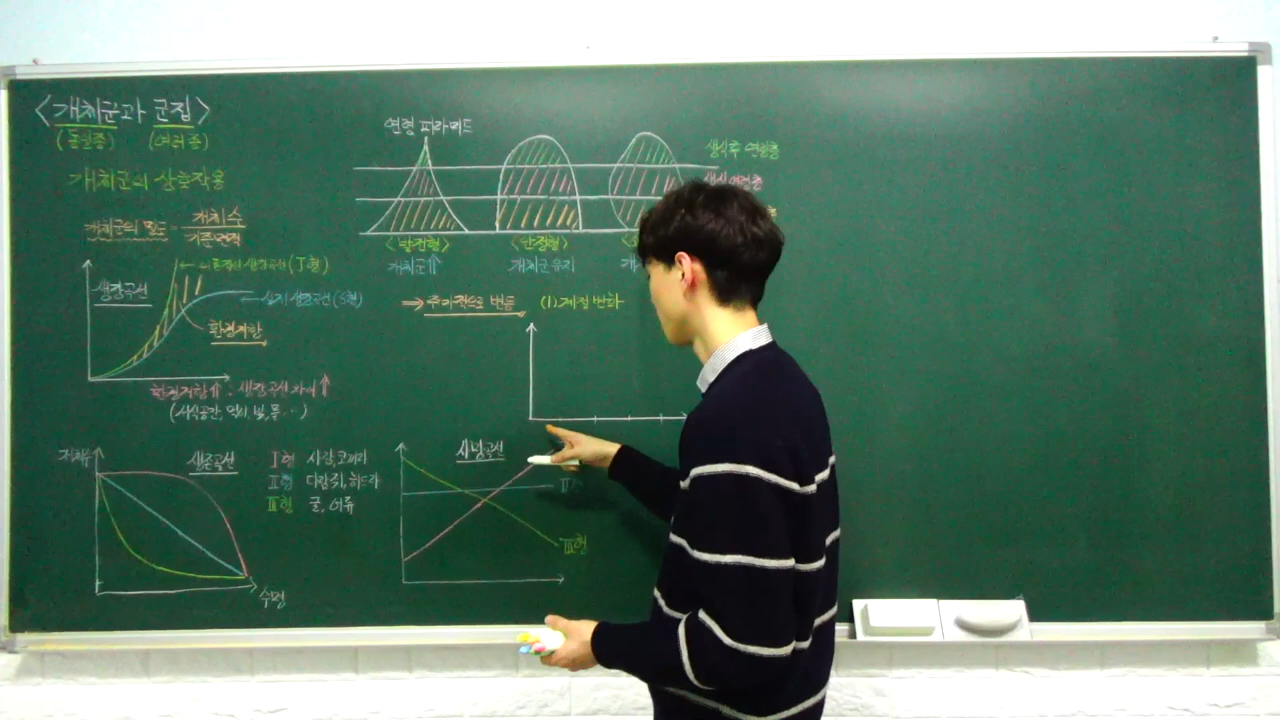 <개체군과 군집>
(동일종) (여러종)
개체군의 상호작용
개체군의 밀도 = 개체수
기준면적
생장곡선
이론적인 생장곡선 (J형)
실제 생장곡선 (S형)
환경저항
환경저항⇑ : 생장곡선 차이↑
(서식공간, 먹이, 빛, 물, ‥)
개체수
생존곡선
I형 사람, 코끼리
II형 다람쥐, 히드라
III형 굴, 어류
수명
연령 피라미드
생식후 연령층
생식 연령층
<발전형> <안정형>
개체군⇑ 개체군 유지
⇒ 주기적으로 변동 (1) 계절 변화
사망곡선
II
III형